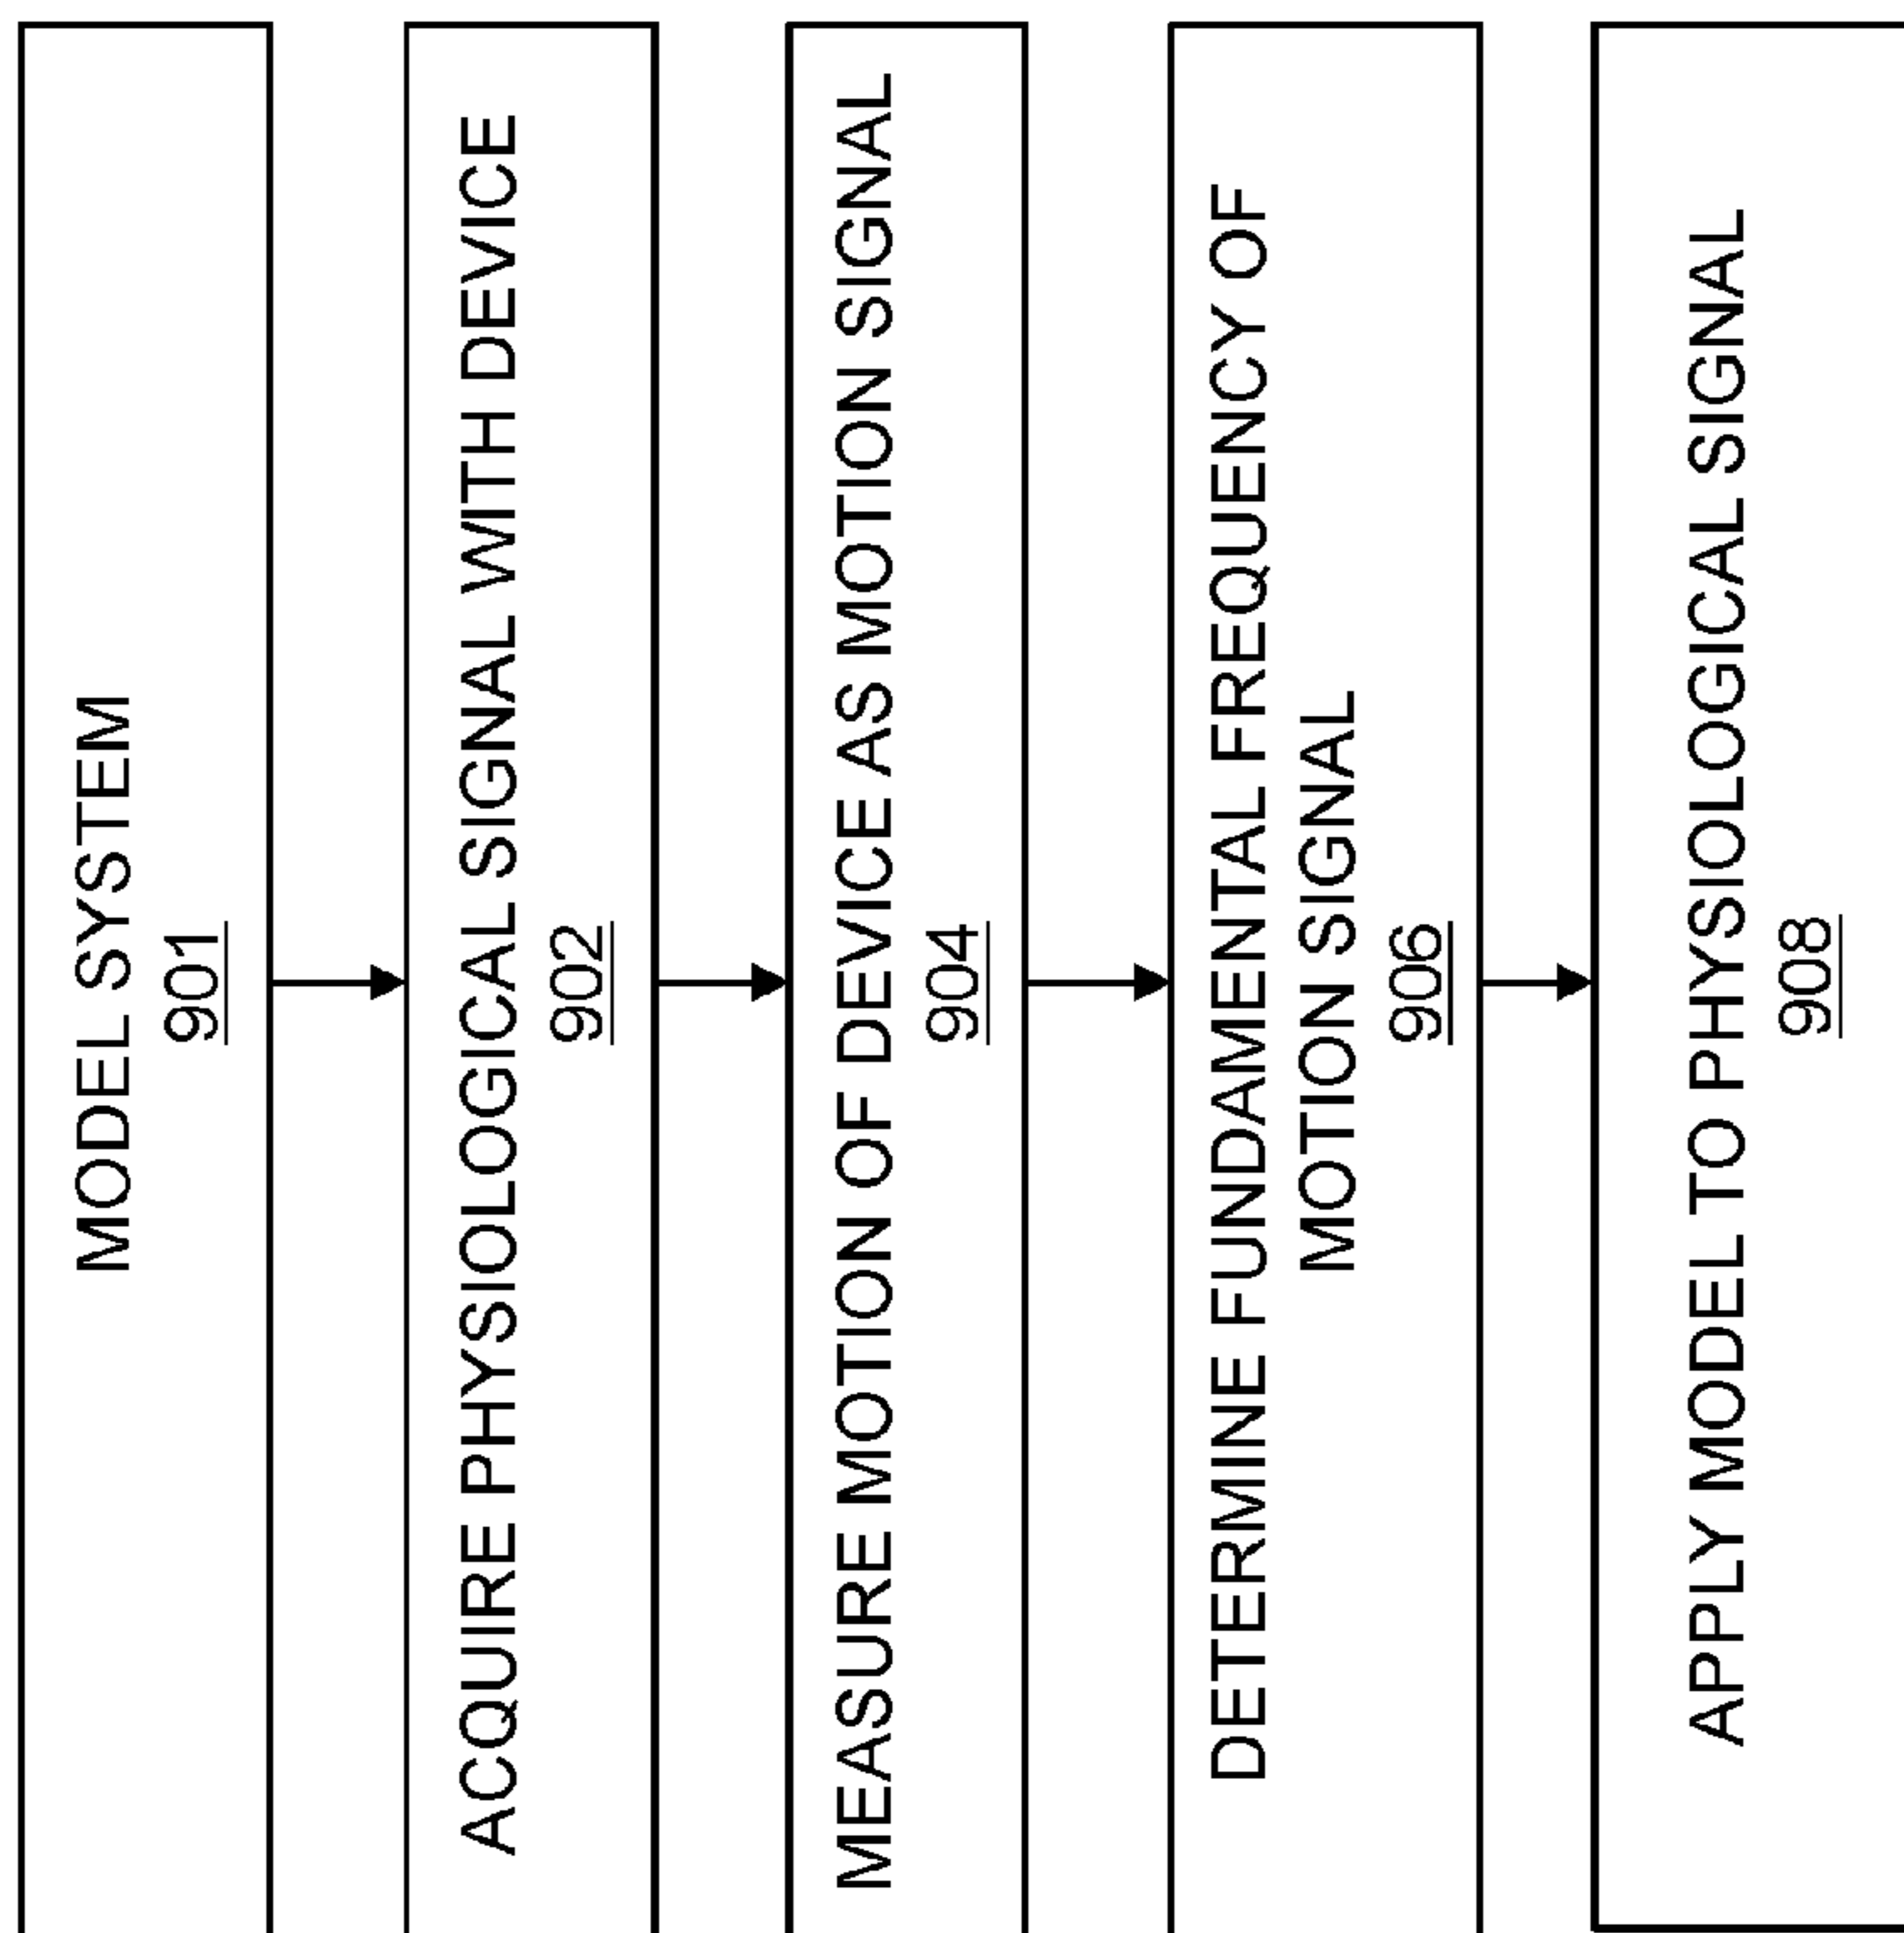 MODEL SYSTEM
901
ACQUIRE PHYSIOLOGICAL SIGNAL WITH DEVICE
902
MEASURE MOTION OF DEVICE AS MOTION SIGNAL
904
DETERMINE FUNDAMENTAL FREQUENCY OF
MOTION SIGNAL
906
APPLY MODEL TO PHYSIOLOGICAL SIGNAL
908